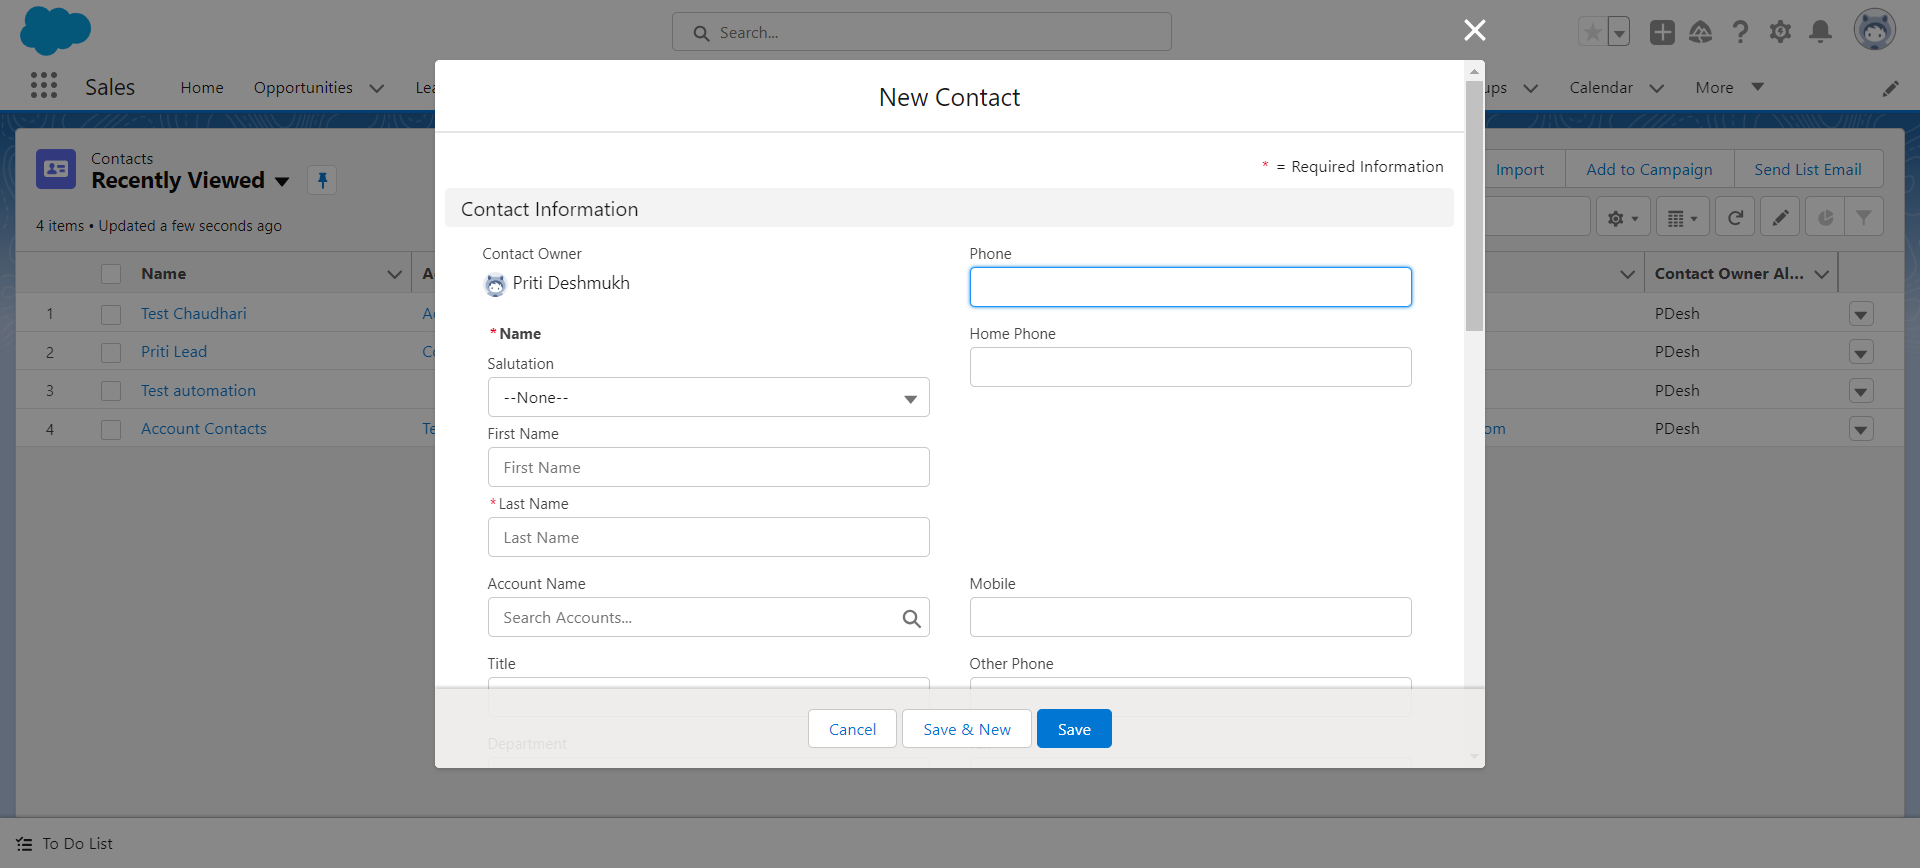 Search...
Sales
Home
Opportunities
Calendar
More
New Contact
* = Required Information
Contacts
Recently Viewed
4 items • Updated a few seconds ago
Import
Add to Campaign
Send List Email
Contact Information
Contact Owner
Priti Deshmukh
Phone
*Name
Home Phone
Salutation
--None--
First Name
First Name
*Last Name
Last Name
Account Name
Search Accounts...
Mobile
Title
Other Phone
Department
Cancel
Save & New
Save
Name
Contact Owner Al...
1
Test Chaudhari
PDesh
2
Priti Lead
PDesh
3
Test automation
PDesh
4
Account Contacts
om
PDesh
To Do List